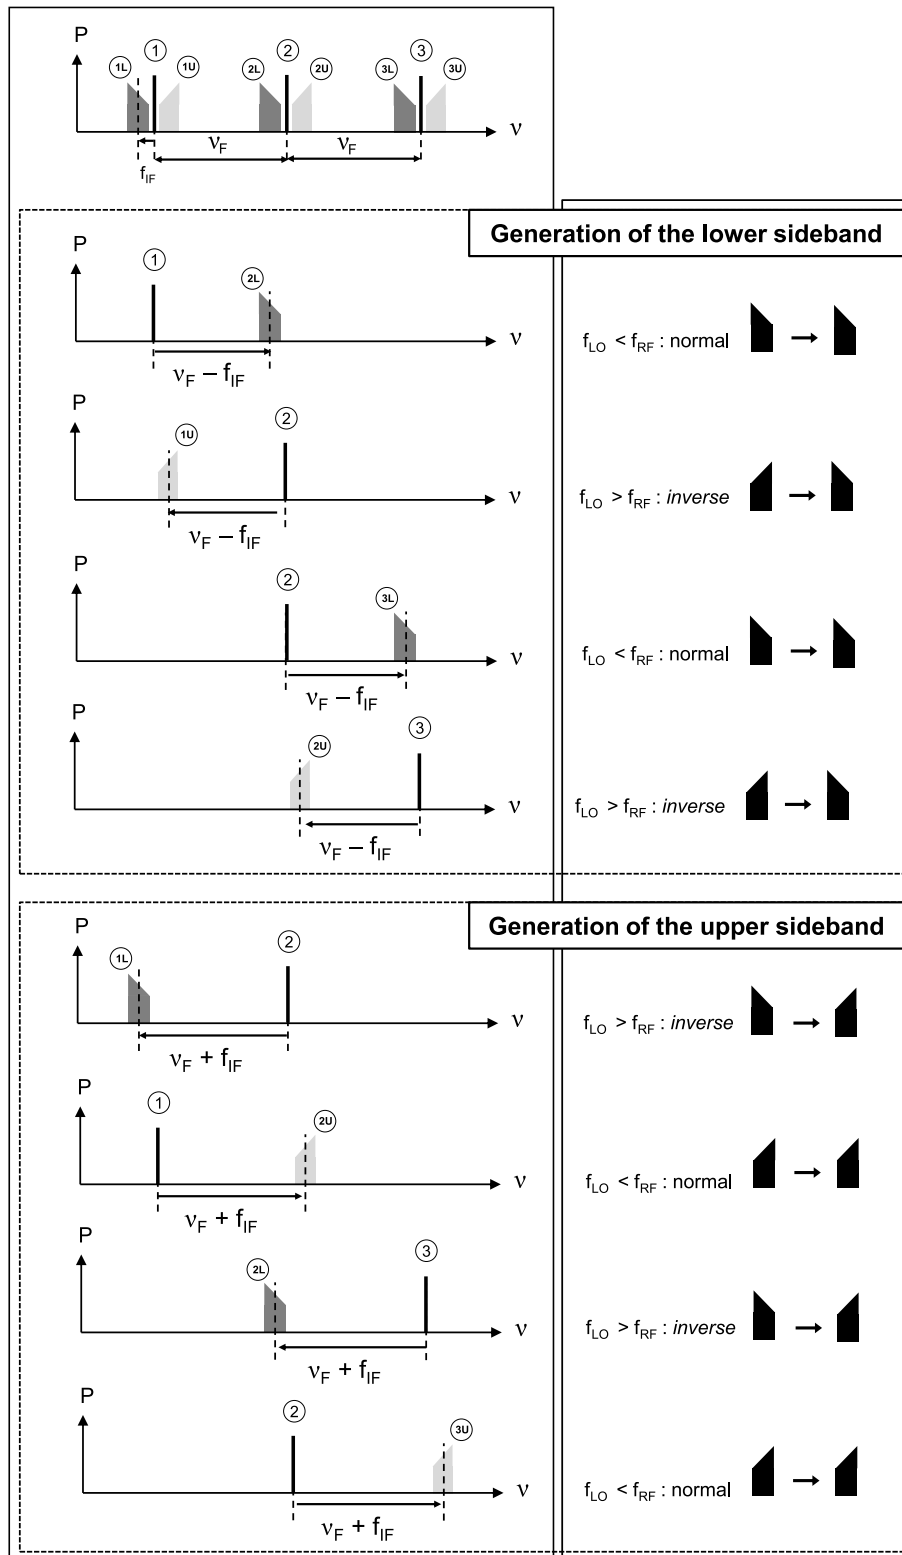 P
1L ① 1U 2L ② 2U 3L ③ 3U
ν
f_IF ν_F ν_F
Generation of the lower sideband
P
① 2L
ν
ν_F – f_IF
f_LO < f_RF : normal
P
1U ②
ν
ν_F – f_IF
f_LO > f_RF : inverse
P
② 3L
ν
ν_F – f_IF
f_LO < f_RF : normal
P
2U ③
ν
ν_F – f_IF
f_LO > f_RF : inverse
Generation of the upper sideband
P
1L ②
ν
ν_F + f_IF
f_LO > f_RF : inverse
P
① 2U
ν
ν_F + f_IF
f_LO < f_RF : normal
P
2L ③
ν
ν_F + f_IF
f_LO > f_RF : inverse
P
② 3U
ν
ν_F + f_IF
f_LO < f_RF : normal